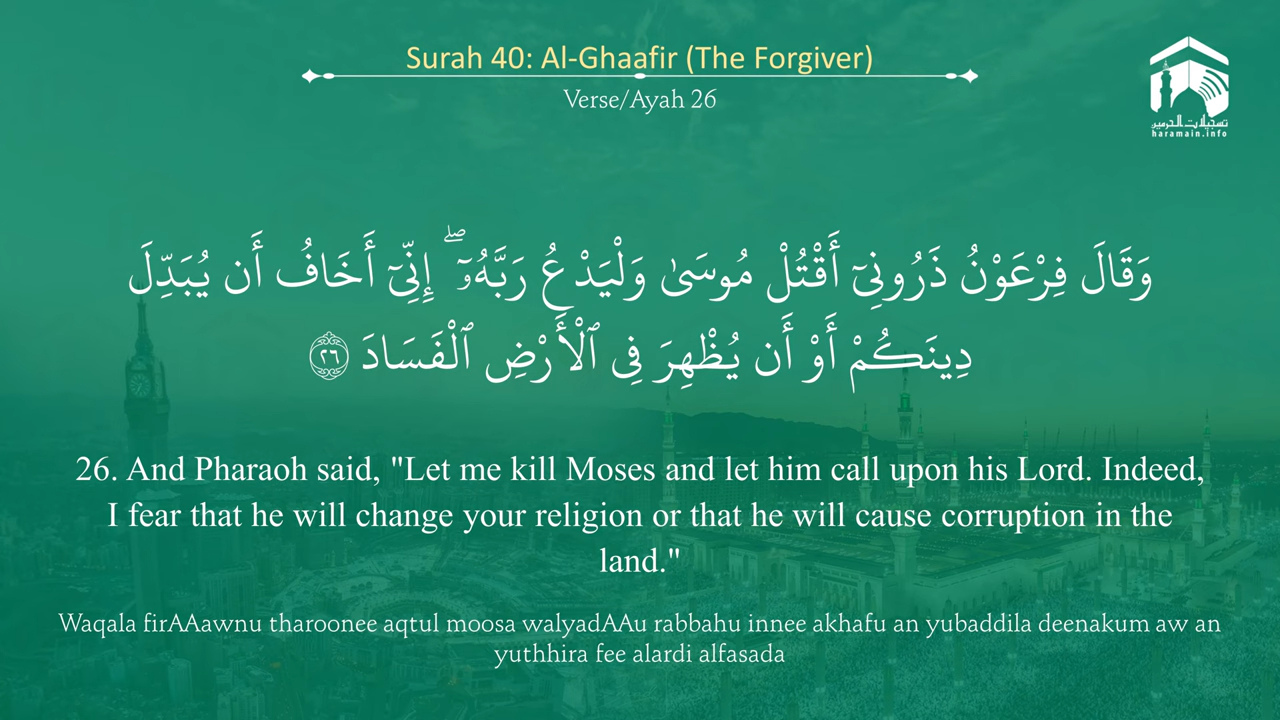 Surah 40: Al-Ghaafir (The Forgiver)
Verse/Ayah 26
تسجيلات الحرمين
haramain.info
وَقَالَ فِرْعَوْنُ ذَرُونِىٓ أَقْتُلْ مُوسَىٰ وَلْيَدْعُ رَبَّهُۥٓ ۖ إِنِّىٓ أَخَافُ أَن يُبَدِّلَ
دِينَكُمْ أَوْ أَن يُظْهِرَ فِى ٱلْأَرْضِ ٱلْفَسَادَ ٢٦
26. And Pharaoh said, "Let me kill Moses and let him call upon his Lord. Indeed,
I fear that he will change your religion or that he will cause corruption in the
land."
Waqala firAAawnu tharoonee aqtul moosa walyadAAu rabbahu innee akhafu an yubaddila deenakum aw an
yuthhira fee alardi alfasada